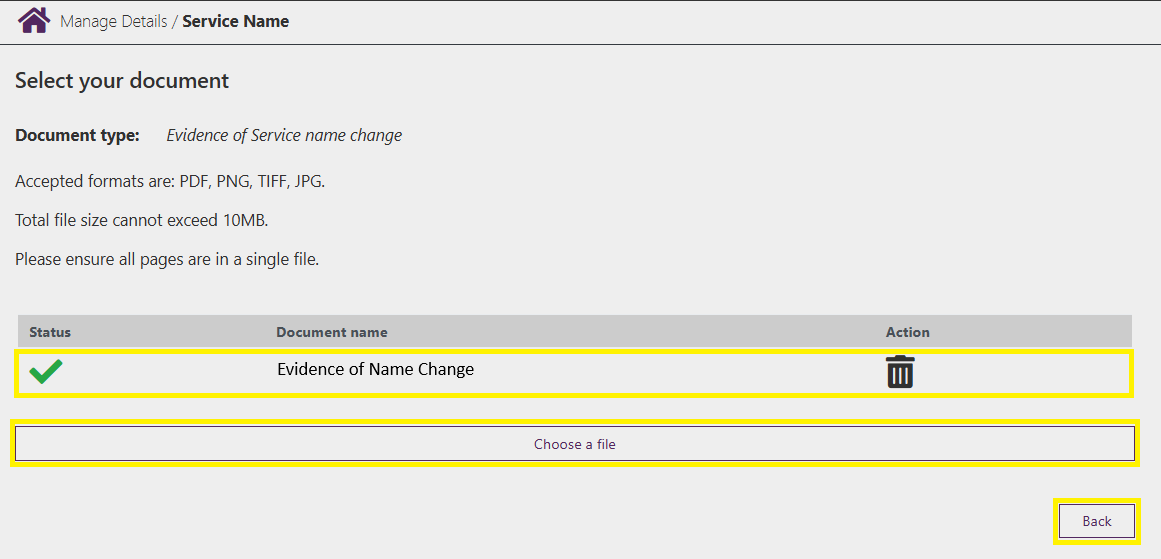 Manage Details / Service Name
Select your document
Document type: Evidence of Service name change
Accepted formats are: PDF, PNG, TIFF, JPG.
Total file size cannot exceed 10MB.
Please ensure all pages are in a single file.
Status Document name Action
Evidence of Name Change
Choose a file
Back